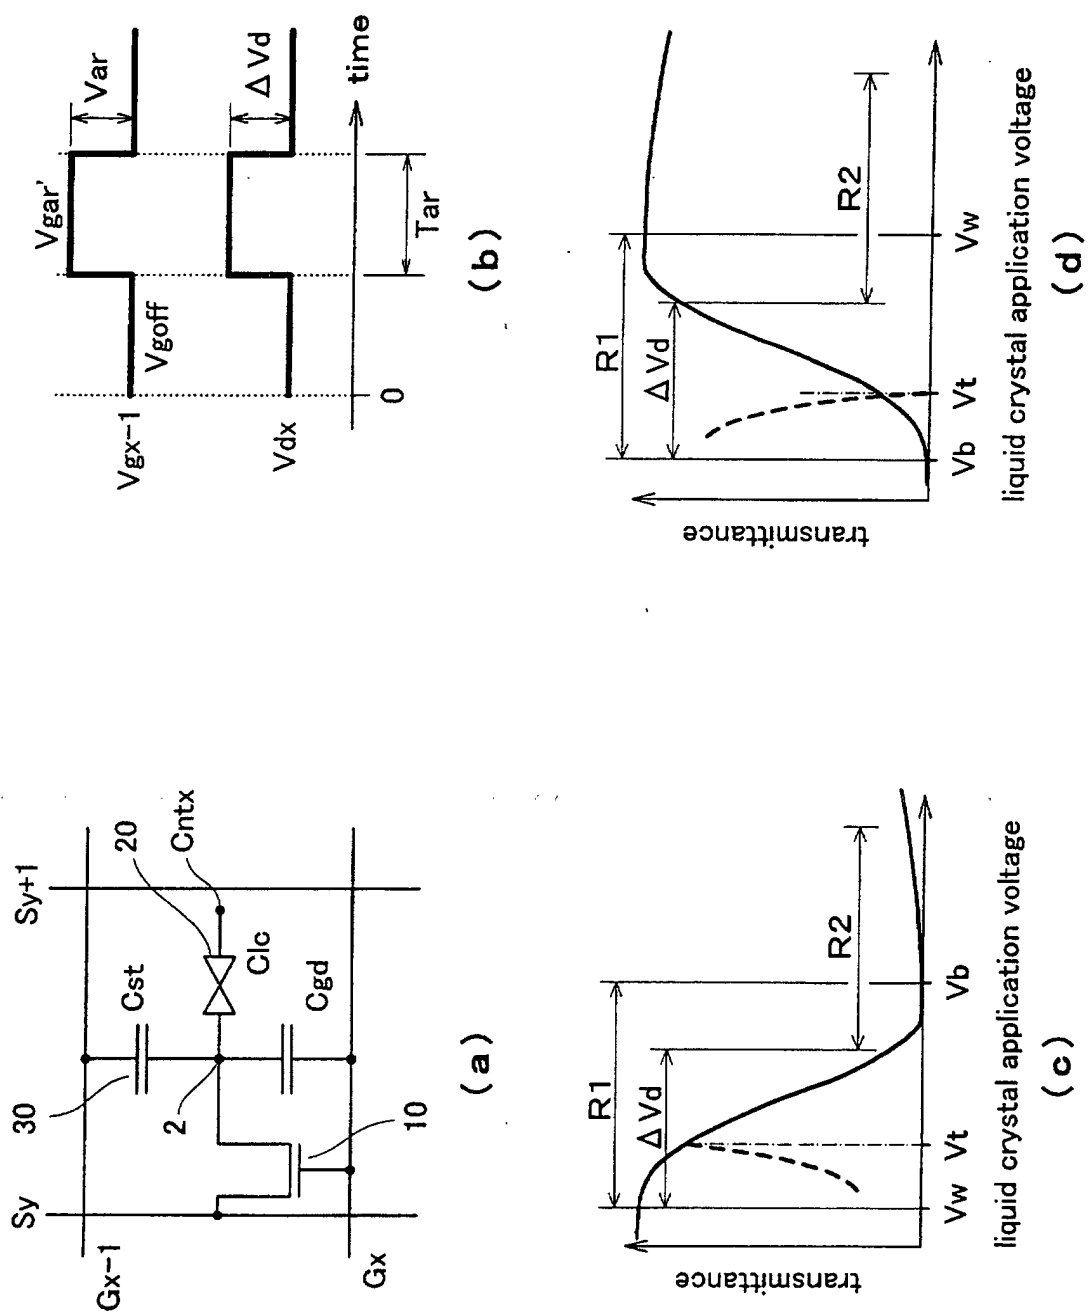 Sy
Sy+1
Gx-1
30
Cst
20
Cntx
2
Clc
Cgd
Gx
10
(a)
Vgar'
Var
Vgx-1
Vgoff
ΔVd
Vdx
0
time
Tar
(b)
transmittance
R1
ΔVd
R2
Vw
Vt
Vb
liquid crystal application voltage
(c)
transmittance
R1
ΔVd
R2
Vb
Vt
Vw
liquid crystal application voltage
(d)